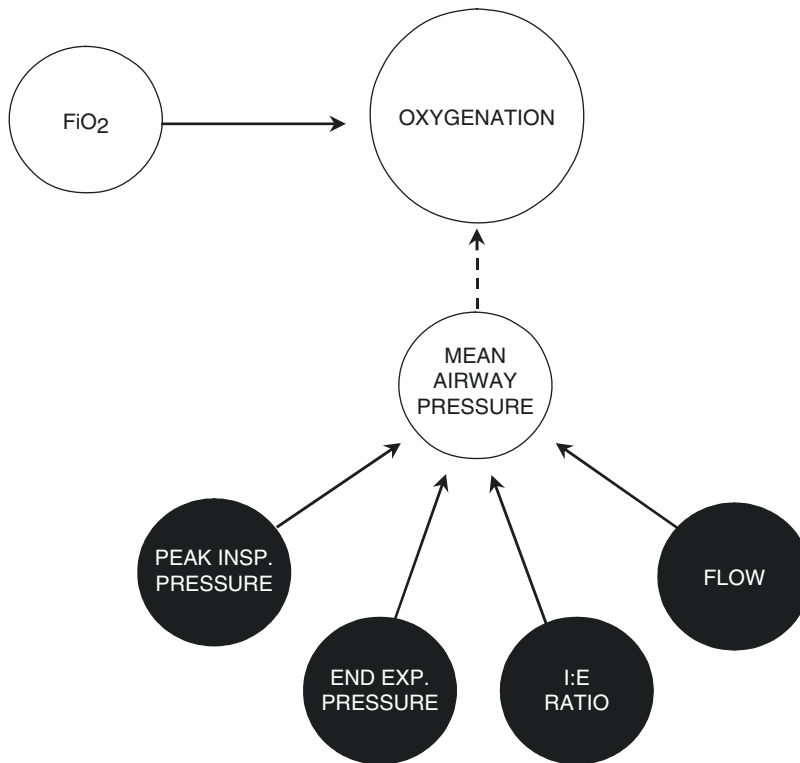 FiO2
OXYGENATION
MEAN
AIRWAY
PRESSURE
PEAK INSP.
PRESSURE
FLOW
END EXP.
PRESSURE
I:E
RATIO